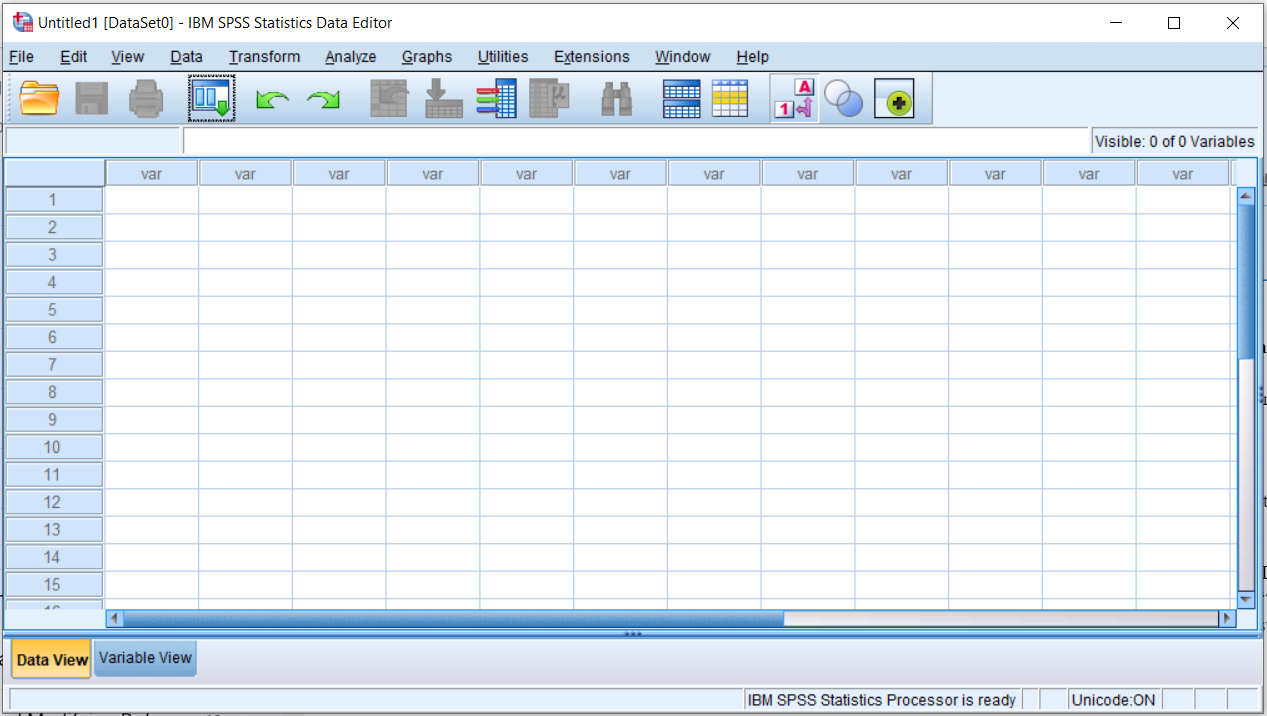 Untitled1 [DataSet0] - IBM SPSS Statistics Data Editor
File Edit View Data Transform Analyze Graphs Utilities Extensions Window Help
A
1
μ
Visible: 0 of 0 Variables
var var var var var var var var var var var var
1
2
3
4
5
6
7
8
9
10
11
12
13
14
15
Data View Variable View
IBM SPSS Statistics Processor is ready Unicode:ON